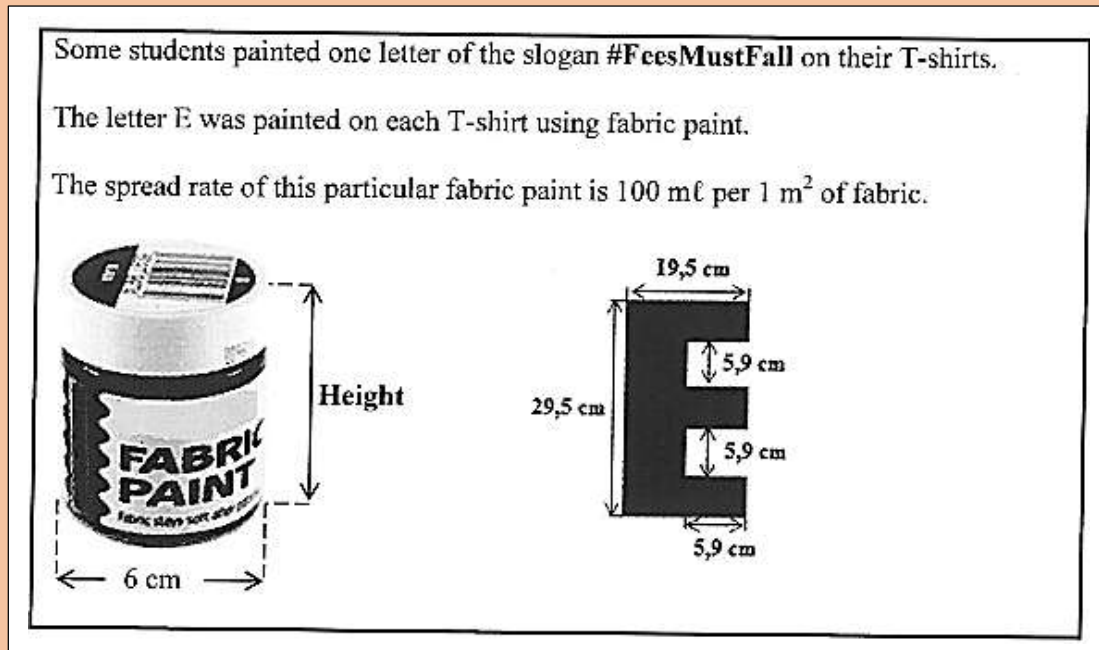 Some students painted one letter of the slogan #FeesMustFall on their T-shirts.
The letter E was painted on each T-shirt using fabric paint.
The spread rate of this particular fabric paint is 100 mℓ per 1 m² of fabric.
19,5 cm
5,9 cm
Height
29,5 cm
FABRIC
PAINT
5,9 cm
5,9 cm
6 cm